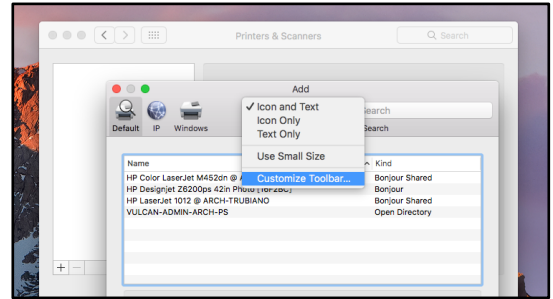 Printers & Scanners
Search
Add
Default IP Windows
✓ Icon and Text
Icon Only
Text Only
Use Small Size
Customize Toolbar...
Search
Search
Name Kind
HP Color LaserJet M452dn @ Bonjour Shared
HP Designjet Z6200ps 42in Photo [16F2BC] Bonjour
HP LaserJet 1012 @ ARCH-TRUBIANO Bonjour Shared
VULCAN-ADMIN-ARCH-PS Open Directory
+ −